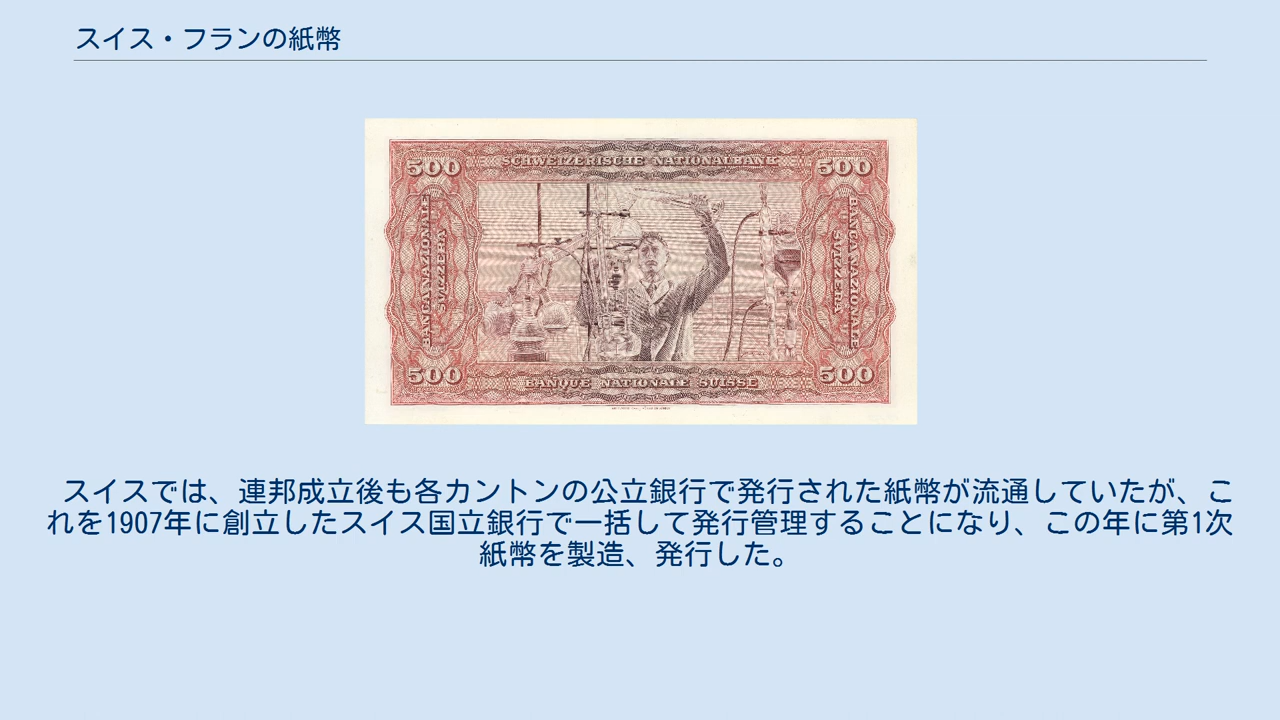 スイス・フランの紙幣
500
SCHWEIZERISCHE NATIONALBANK
500
BANCA NAZIONALE
SVIZZERA
BANCA NAZIONALE
SVIZZERA
500
BANQUE NATIONALE SUISSE
500
スイスでは、連邦成立後も各カントンの公立銀行で発行された紙幣が流通していたが、こ
れを1907年に創立したスイス国立銀行で一括して発行管理することになり、この年に第1次
紙幣を製造、発行した。